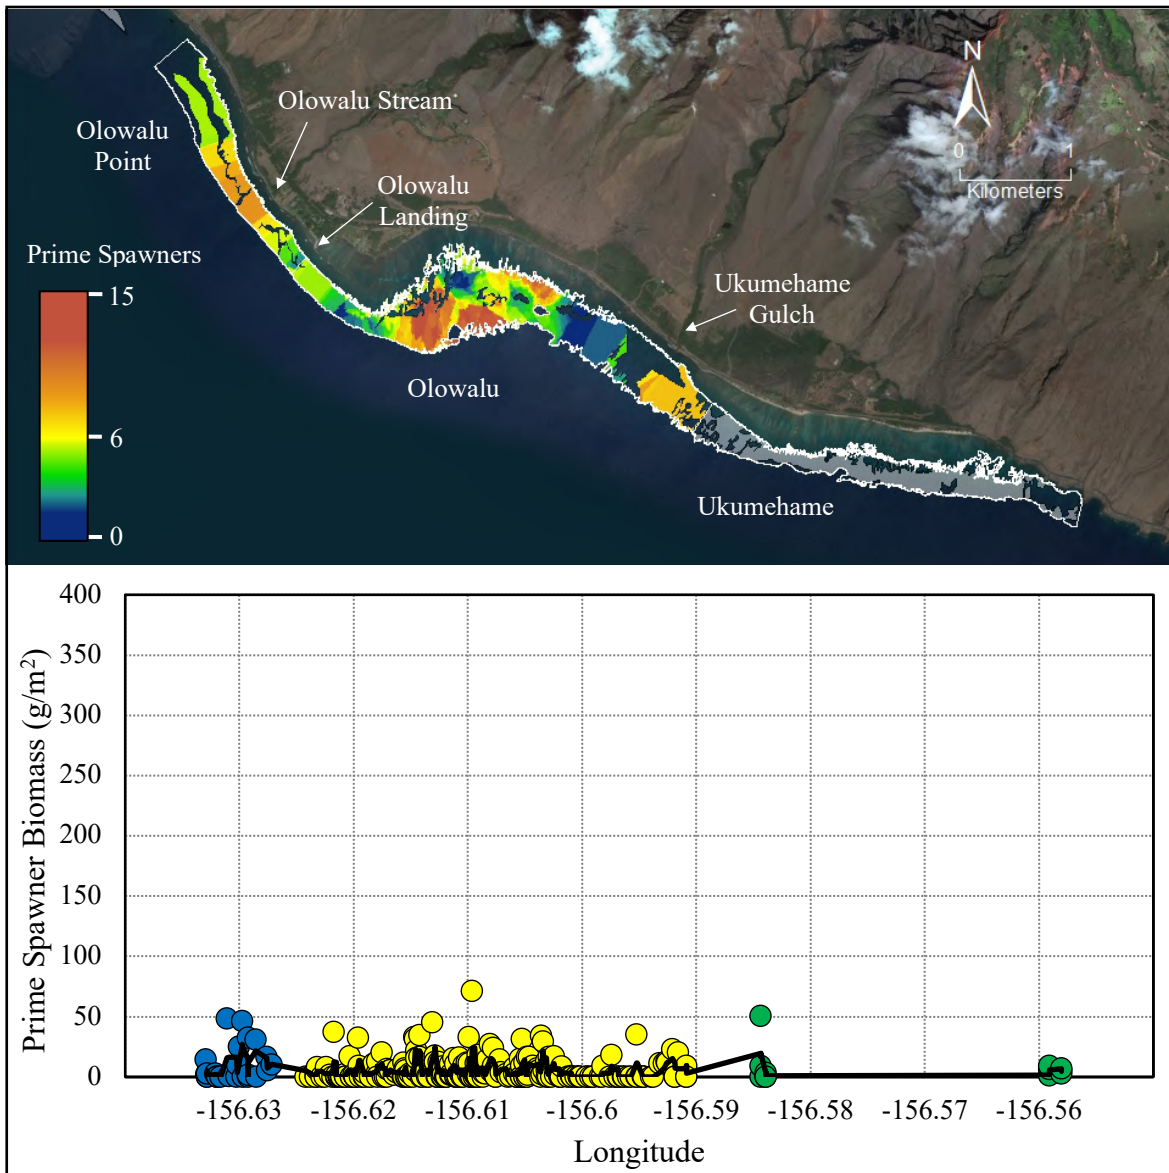 N
Olowalu Stream
Olowalu
Point
0 1
Kilometers
Olowalu
Landing
Prime Spawners
15
Ukumehame
Gulch
Olowalu
6
Ukumehame
0
400
350
300
250
200
150
100
50
0
Prime Spawner Biomass (g/m²)
-156.63 -156.62 -156.61 -156.6 -156.59 -156.58 -156.57 -156.56
Longitude